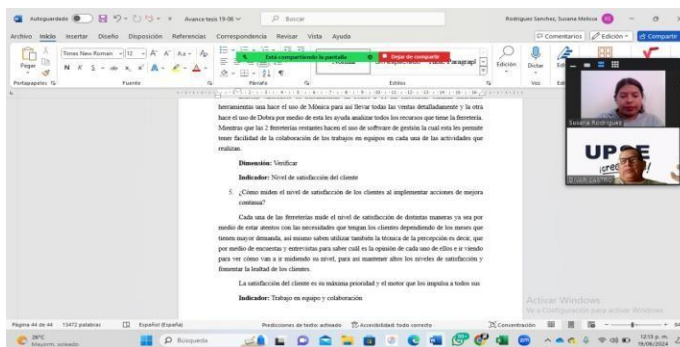 Autoguardado
Avance tesis 19-06
Buscar
Rodríguez Sanchez, Susana Melissa
Archivo Inicio Insertar Diseño Disposición Referencias Correspondencia Revisar Vista Ayuda
Comentarios Edición Compartir
Está compartiendo la pantalla Dejar de compartir
Pegar
Times New Roman 12
Edición
Dictar
Portapapeles Fuente Párrafo Estilos Voz
herramientas una hace el uso de Mónica para así llevar todas las ventas detalladamente y la otra
hace el uso de Dobra por medio de esta les ayuda analizar todos los recursos que tiene la ferretería.
Mientras que las 2 ferreterías restantes hacen el uso de software de gestión la cual esta les permite
tener facilidad de la colaboración de los trabajos en equipos en cada una de las actividades que
realizan.
Dimensión: Verificar
Indicador: Nivel de satisfacción del cliente
5. ¿Cómo miden el nivel de satisfacción de los clientes al implementar acciones de mejora
continua?
Cada una de las ferreterías mide el nivel de satisfacción de distintas maneras ya sea por
medio de estar atentos con las necesidades que tengan los clientes dependiendo de los meses que
tienen mayor demanda, así mismo saben utilizar también la técnica de la percepción es decir, que
por medio de encuestas y entrevistas para saber cuál es la opinión de cada uno de ellos e ir viendo
para ver cómo van a ir midiendo su nivel, para así mantener altos los niveles de satisfacción y
fomentar la lealtad de los clientes.
La satisfacción del cliente es su máxima prioridad y el motor que los impulsa a todos sus
Indicador: Trabajo en equipo y colaboración
Susana Rodriguez
UPSE
Activar Windows
Ve a Configuración para activar Windows.
Página 44 de 44 13472 palabras Español (España) Predicciones de texto: activado Accesibilidad: todo correcto Concentración
26°C
Mayorm. soleado
Búsqueda
12:13 p. m.
19/06/2024